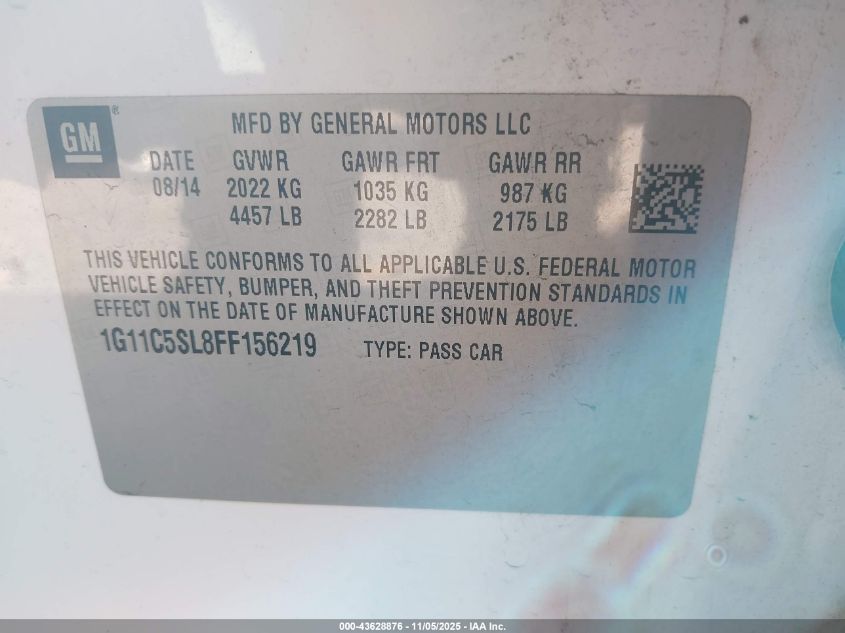 GM ®
MFD BY GENERAL MOTORS LLC
DATE GVWR GAWR FRT GAWR RR
08/14 2022 KG 1035 KG 987 KG
4457 LB 2282 LB 2175 LB
THIS VEHICLE CONFORMS TO ALL APPLICABLE U.S. FEDERAL MOTOR
VEHICLE SAFETY, BUMPER, AND THEFT PREVENTION STANDARDS IN
EFFECT ON THE DATE OF MANUFACTURE SHOWN ABOVE.
1G11C5SL8FF156219 TYPE: PASS CAR
000-43628876 - 11/05/2025 - IAA Inc.